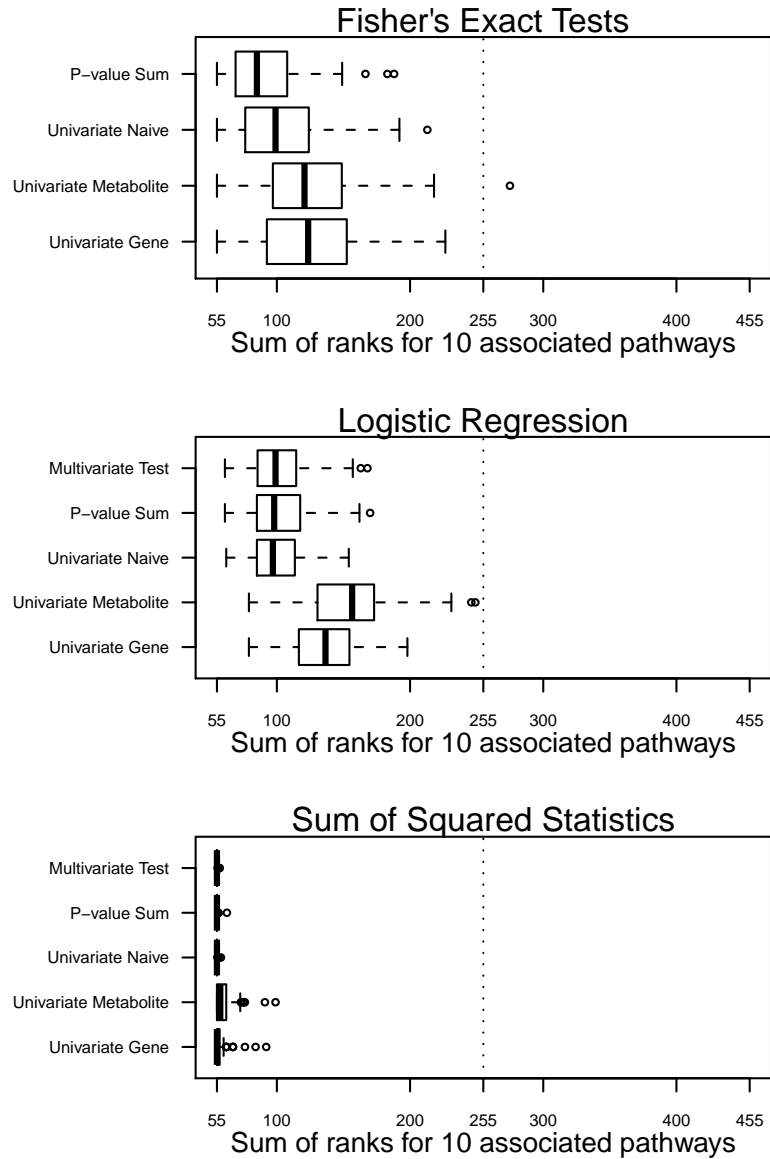 Fisher's Exact Tests
P−value Sum
Univariate Naive
Univariate Metabolite
Univariate Gene
55 100 200 255 300 400 455
Sum of ranks for 10 associated pathways
Logistic Regression
Multivariate Test
P−value Sum
Univariate Naive
Univariate Metabolite
Univariate Gene
55 100 200 255 300 400 455
Sum of ranks for 10 associated pathways
Sum of Squared Statistics
Multivariate Test
P−value Sum
Univariate Naive
Univariate Metabolite
Univariate Gene
55 100 200 255 300 400 455
Sum of ranks for 10 associated pathways